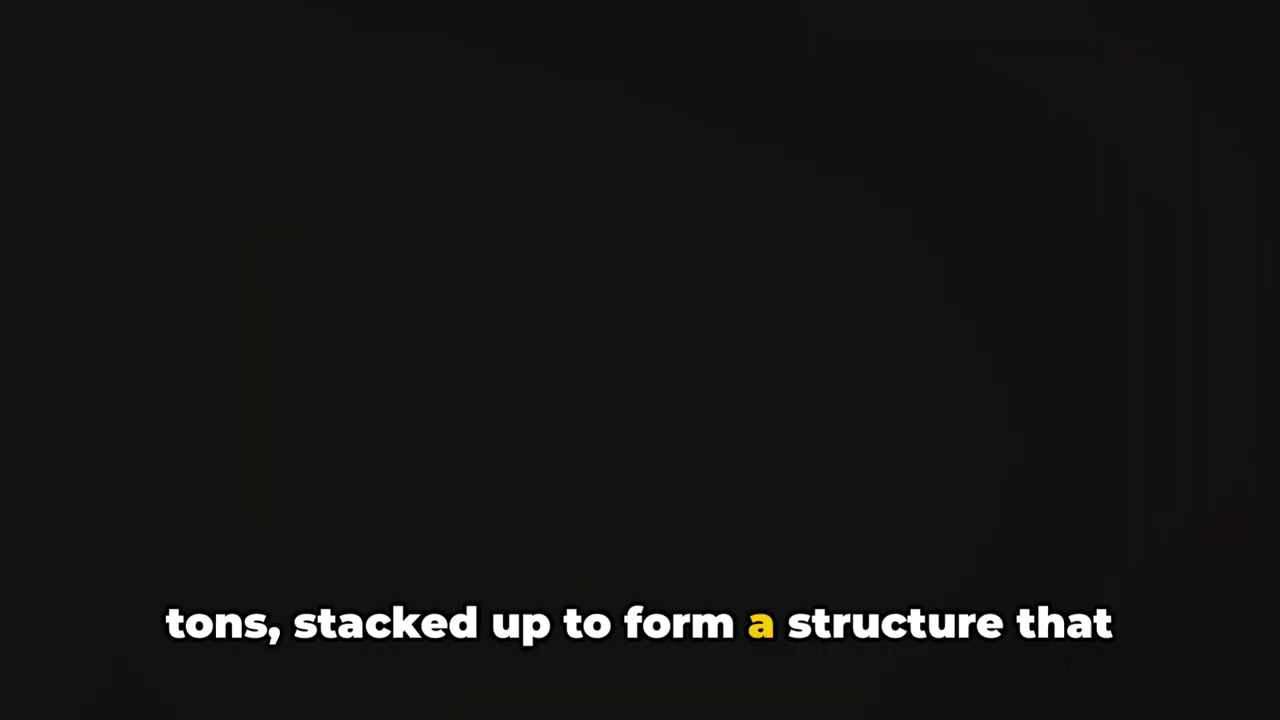 tons, stacked up to form a structure that